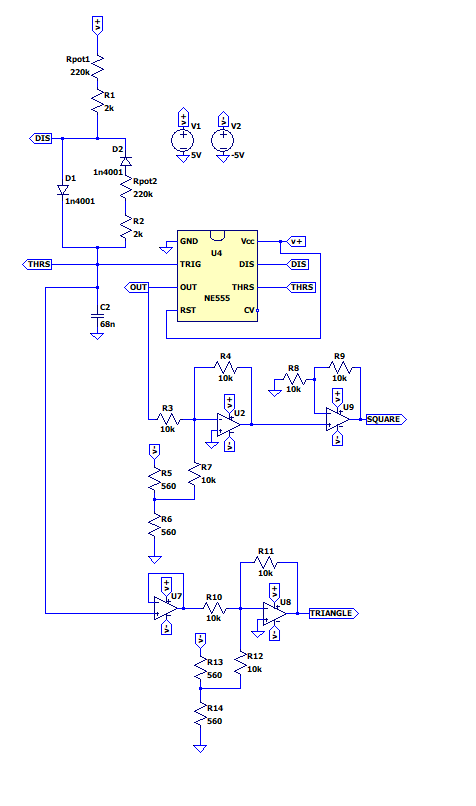 v+
Rpot1
220k
R1
2k
DIS
D2
1n4001
D1
1n4001
Rpot2
220k
R2
2k
v+
V1
5V
v-
V2
-5V
THRS
GND
Vcc
v+
U4
TRIG
DIS
DIS
OUT
OUT
THRS
THRS
NE555
RST
CV
C2
68n
R4
10k
R8
10k
R9
10k
R3
10k
v+
U2
v-
v+
U9
v-
SQUARE
v-
R5
560
R7
10k
R6
560
v+
U7
v-
R10
10k
R11
10k
v+
U8
v-
TRIANGLE
v-
R13
560
R12
10k
R14
560